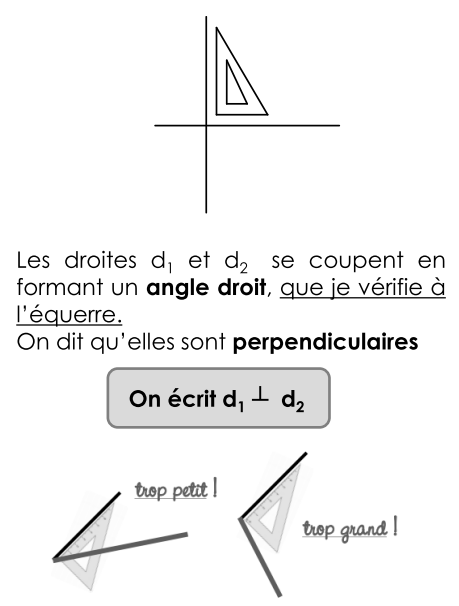 Les droites d₁ et d₂ se coupent en
formant un angle droit, que je vérifie à
l'équerre.
On dit qu'elles sont perpendiculaires
On écrit d₁ ⊥ d₂
trop petit !
trop grand !